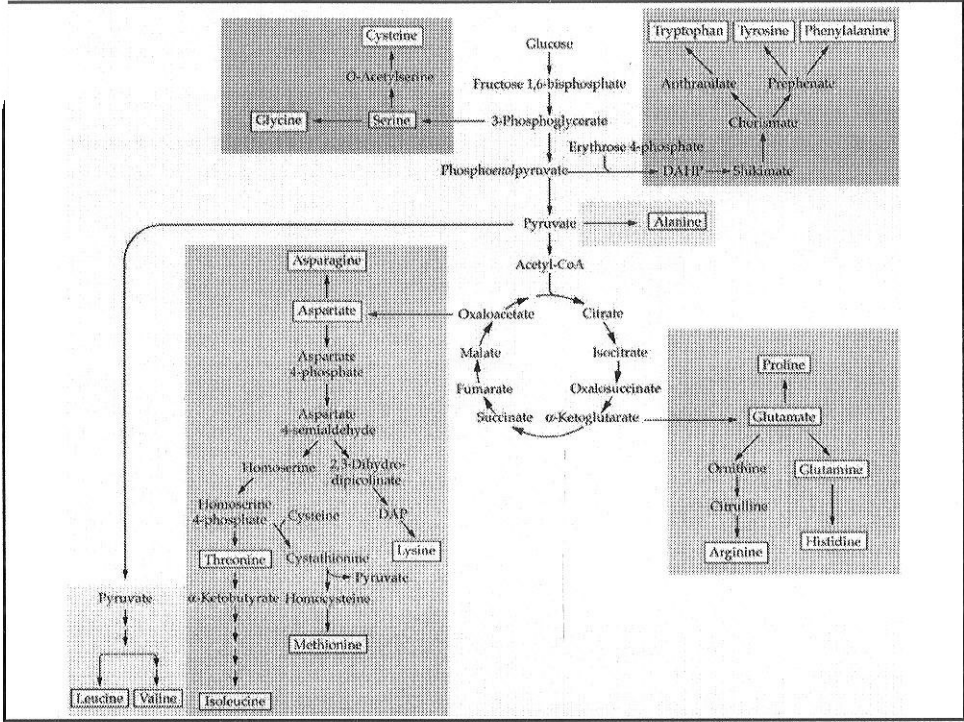 Cysteine
O-Acetylserine
Glycine
Serine
Glucose
Fructose 1,6-bisphosphate
3-Phosphoglycerate
Erythrose 4-phosphate
Phosphoenolpyruvate
Tryptophan
Tyrosine
Phenylalanine
Anthranilate
Prephenate
Chorismate
DAHP
Shikimate
Pyruvate
Alanine
Acetyl-CoA
Oxaloacetate
Citrate
Malate
Isocitrate
Fumarate
Oxalosuccinate
Succinate
α-Ketoglutarate
Asparagine
Aspartate
Aspartate
4-phosphate
Aspartate
4-semialdehyde
Homoserine
2,3-Dihydro-
dipicolinate
Homoserine
4-phosphate
Cysteine
DAP
Threonine
Cystathionine
Lysine
Pyruvate
α-Ketobutyrate
Homocysteine
Methionine
Isoleucine
Pyruvate
Leucine
Valine
Proline
Glutamate
Ornithine
Glutamine
Citrulline
Arginine
Histidine